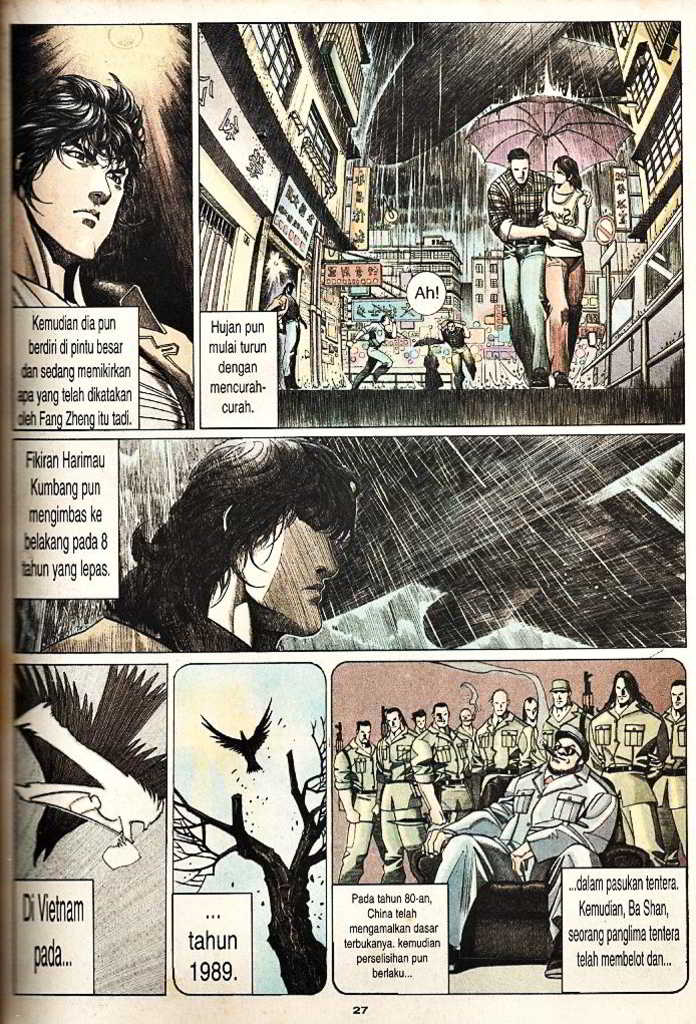 Kemudian dia pun
berdiri di pintu besar
dan sedang memikirkan
apa yang telah dikatakan
oleh Fang Zheng itu tadi.
Hujan pun
mulai turun
dengan
mencurah-
curah.
Ah!
Fikiran Harimau
Kumbang pun
mengimbas ke
belakang pada 8
tahun yang lepas.
Di Vietnam
pada...
...
tahun
1989.
Pada tahun 80-an,
China telah
mengamalkan dasar
terbukanya. kemudian
perselisihan pun
berlaku...
...dalam pasukan tentera.
Kemudian, Ba Shan,
seorang panglima tentera
telah membelot dan...
27